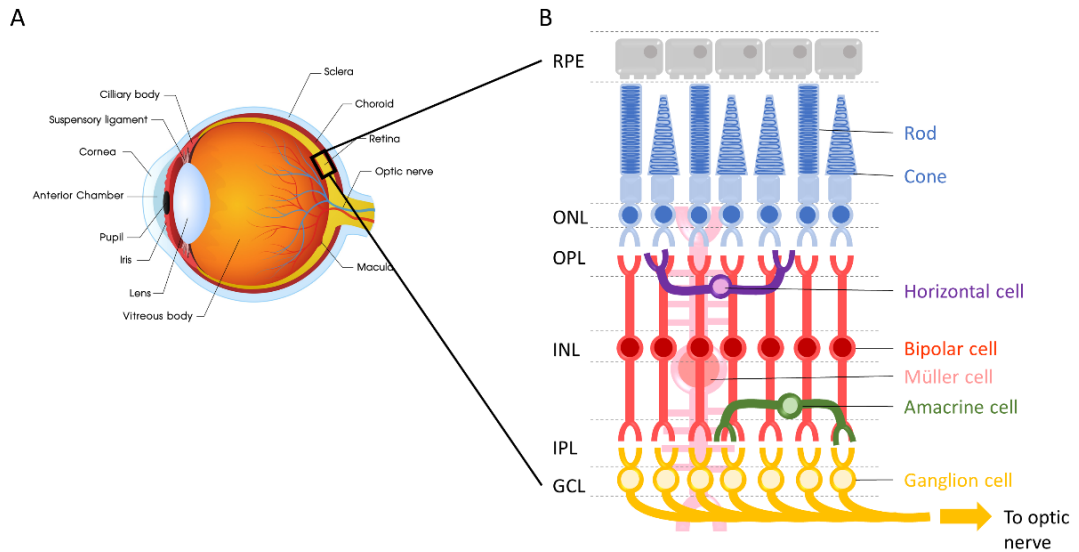 A
Sclera
Cilliary body
Choroid
Suspensory ligament
Retina
Cornea
Optic nerve
Anterior Chamber
Pupil
Iris
Macula
Lens
Vitreous body
B
RPE
Rod
Cone
ONL
OPL
Horizontal cell
INL
Bipolar cell
Müller cell
Amacrine cell
IPL
GCL
Ganglion cell
To optic
nerve